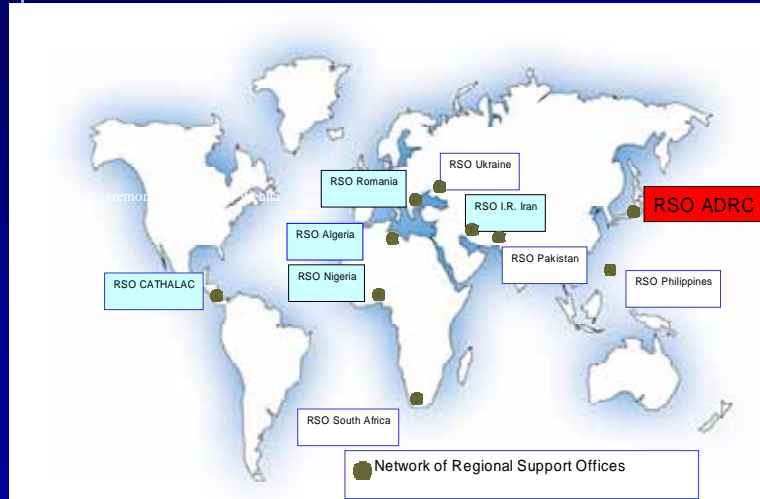 RSO Ukraine
RSO Romania
RSO I.R. Iran
RSO ADRC
RSO Algeria
RSO Pakistan
RSO Nigeria
RSO CATHALAC
RSO Philippines
RSO South Africa
Network of Regional Support Offices